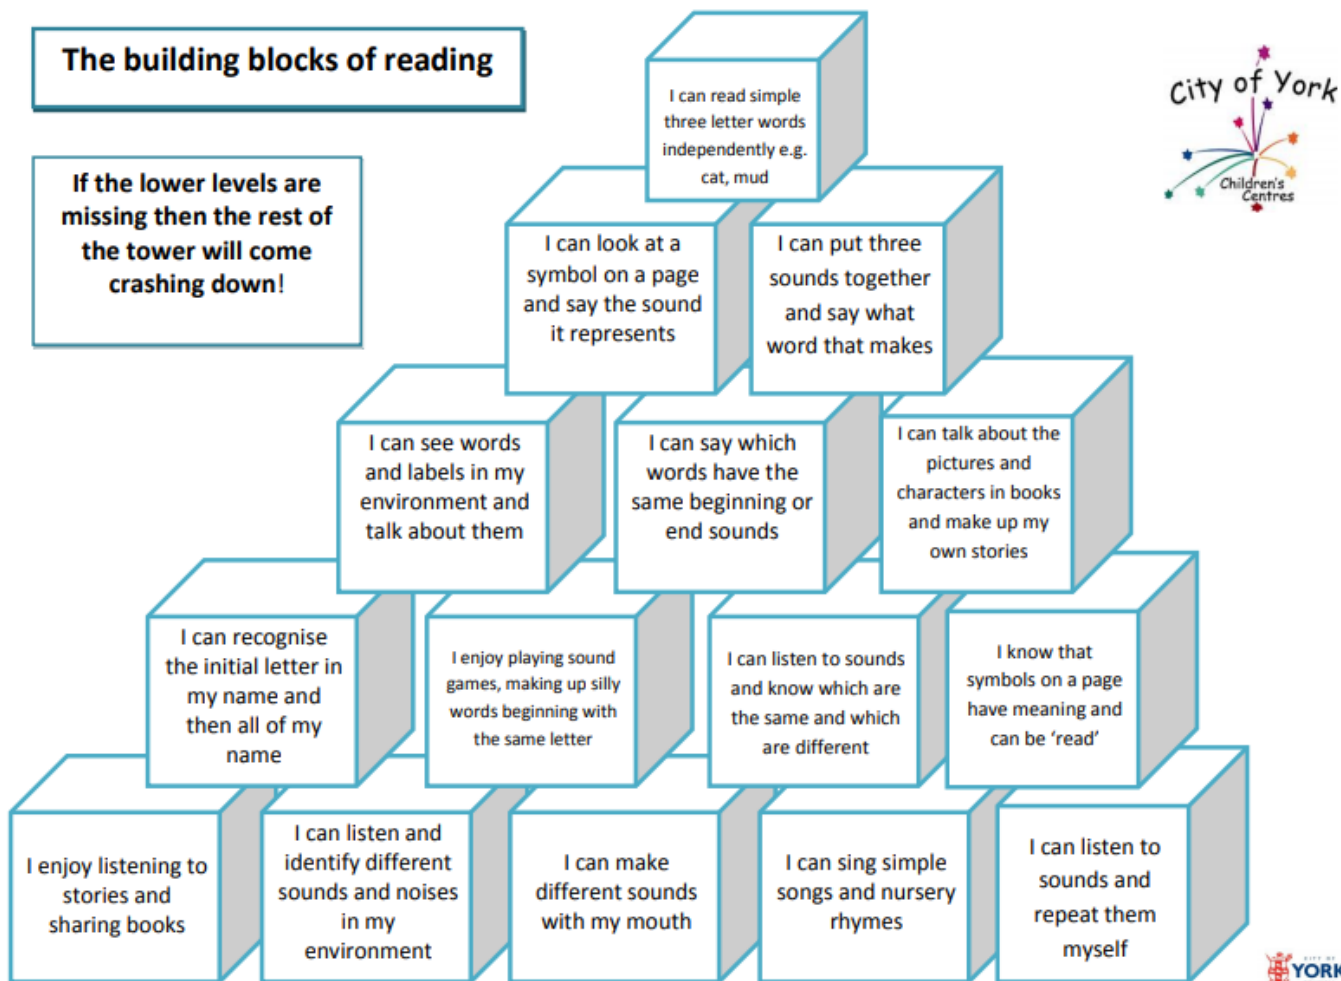 The building blocks of reading
If the lower levels are
missing then the rest of
the tower will come
crashing down!
City of York
Children's
Centres
I can read simple
three letter words
independently e.g.
cat, mud
I can look at a
symbol on a page
and say the sound
it represents
I can put three
sounds together
and say what
word that makes
I can see words
and labels in my
environment and
talk about them
I can say which
words have the
same beginning or
end sounds
I can talk about the
pictures and
characters in books
and make up my
own stories
I can recognise
the initial letter in
my name and
then all of my
name
I enjoy playing sound
games, making up silly
words beginning with
the same letter
I can listen to sounds
and know which are
the same and which
are different
I know that
symbols on a page
have meaning and
can be ‘read’
I enjoy listening to
stories and
sharing books
I can listen and
identify different
sounds and noises
in my
environment
I can make
different sounds
with my mouth
I can sing simple
songs and nursery
rhymes
I can listen to
sounds and
repeat them
myself
CITY OF
YORK